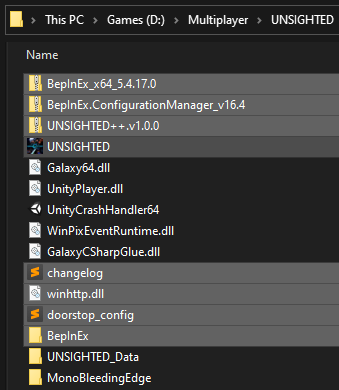 This PC > Games (D:) > Multiplayer > UNSIGHTED
Name
BepInEx_x64_5.4.17.0
BepInEx.ConfigurationManager_v16.4
UNSIGHTED++.v1.0.0
UNSIGHTED
Galaxy64.dll
UnityPlayer.dll
UnityCrashHandler64
WinPixEventRuntime.dll
GalaxyCSharpGlue.dll
changelog
winhttp.dll
doorstop_config
BepInEx
UNSIGHTED_Data
MonoBleedingEdge